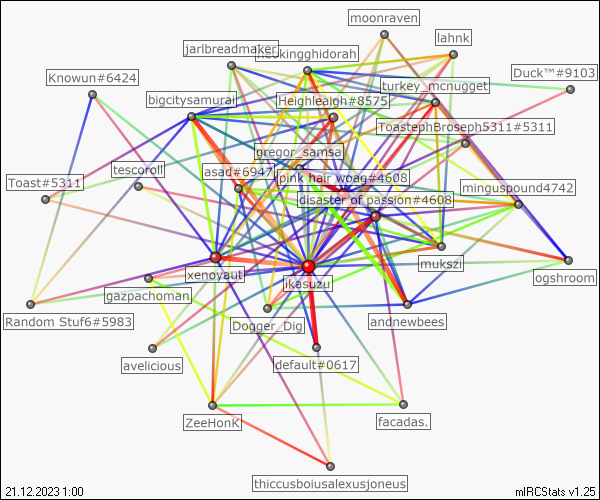 moonraven
lahnk
jarlbreadmaker
kingghidorah
Duck™#9103
Knowun#6424
turkey_mcnugget
bigcitysamurai
Heighleigh#8575
ToastephBroseph5311#5311
gregor_samsa
tescoroll
asad#6947
pink hair woag#4608
Toast#5311
minguspound4742
disaster of passion#4608
mukszi
xenoyaut
ogshroom
ikasuzu
gazpachoman
Random Stuf6#5983
Dogger_Dig
andnewbees
avelicious
default#0617
ZeeHonK
facadas.
thiccusboiusalexusjoneus
21.12.2023 1:00
mIRCStats v1.25